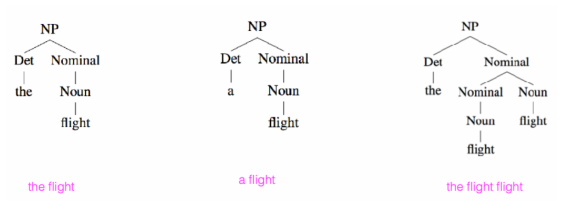 NP
Det Nominal
the Noun
flight
the flight
NP
Det Nominal
a Noun
flight
a flight
NP
Det Nominal
the Nominal Noun
Noun flight
flight
the flight flight